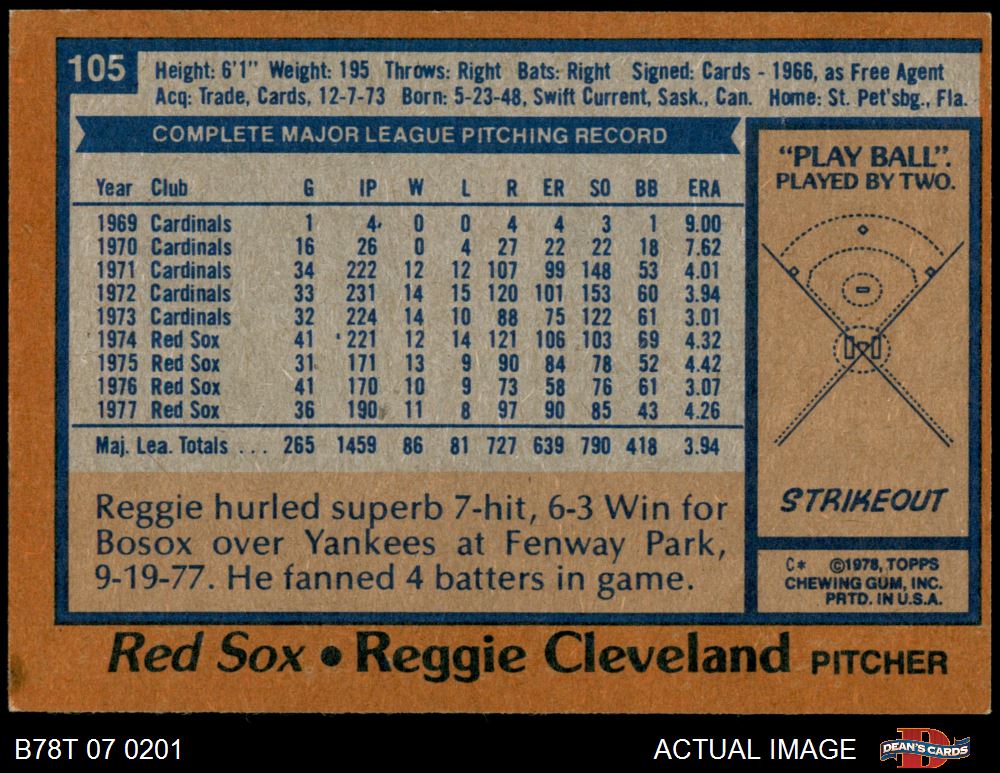 105
Height: 6'1" Weight: 195 Throws: Right Bats: Right Signed: Cards - 1966, as Free Agent
Acq: Trade, Cards, 12-7-73 Born: 5-23-48, Swift Current, Sask., Can. Home: St. Pet'sbg., Fla.
COMPLETE MAJOR LEAGUE PITCHING RECORD
Year Club G IP W L R ER SO BB ERA
1969 Cardinals 1 4 0 0 4 4 3 1 9.00
1970 Cardinals 16 26 0 4 27 22 22 18 7.62
1971 Cardinals 34 222 12 12 107 99 148 53 4.01
1972 Cardinals 33 231 14 15 120 101 153 60 3.94
1973 Cardinals 32 224 14 10 88 75 122 61 3.01
1974 Red Sox 41 221 12 14 121 106 103 69 4.32
1975 Red Sox 31 171 13 9 90 84 78 52 4.42
1976 Red Sox 41 170 10 9 73 58 76 61 3.07
1977 Red Sox 36 190 11 8 97 90 85 43 4.26
Maj. Lea. Totals ... 265 1459 86 81 727 639 790 418 3.94
Reggie hurled superb 7-hit, 6-3 Win for
Bosox over Yankees at Fenway Park,
9-19-77. He fanned 4 batters in game.
"PLAY BALL".
PLAYED BY TWO.
STRIKEOUT
C* ©1978, TOPPS
CHEWING GUM, INC.
PRTD. IN U.S.A.
Red Sox • Reggie Cleveland PITCHER
B78T 07 0201 ACTUAL IMAGE DEAN'S CARDS